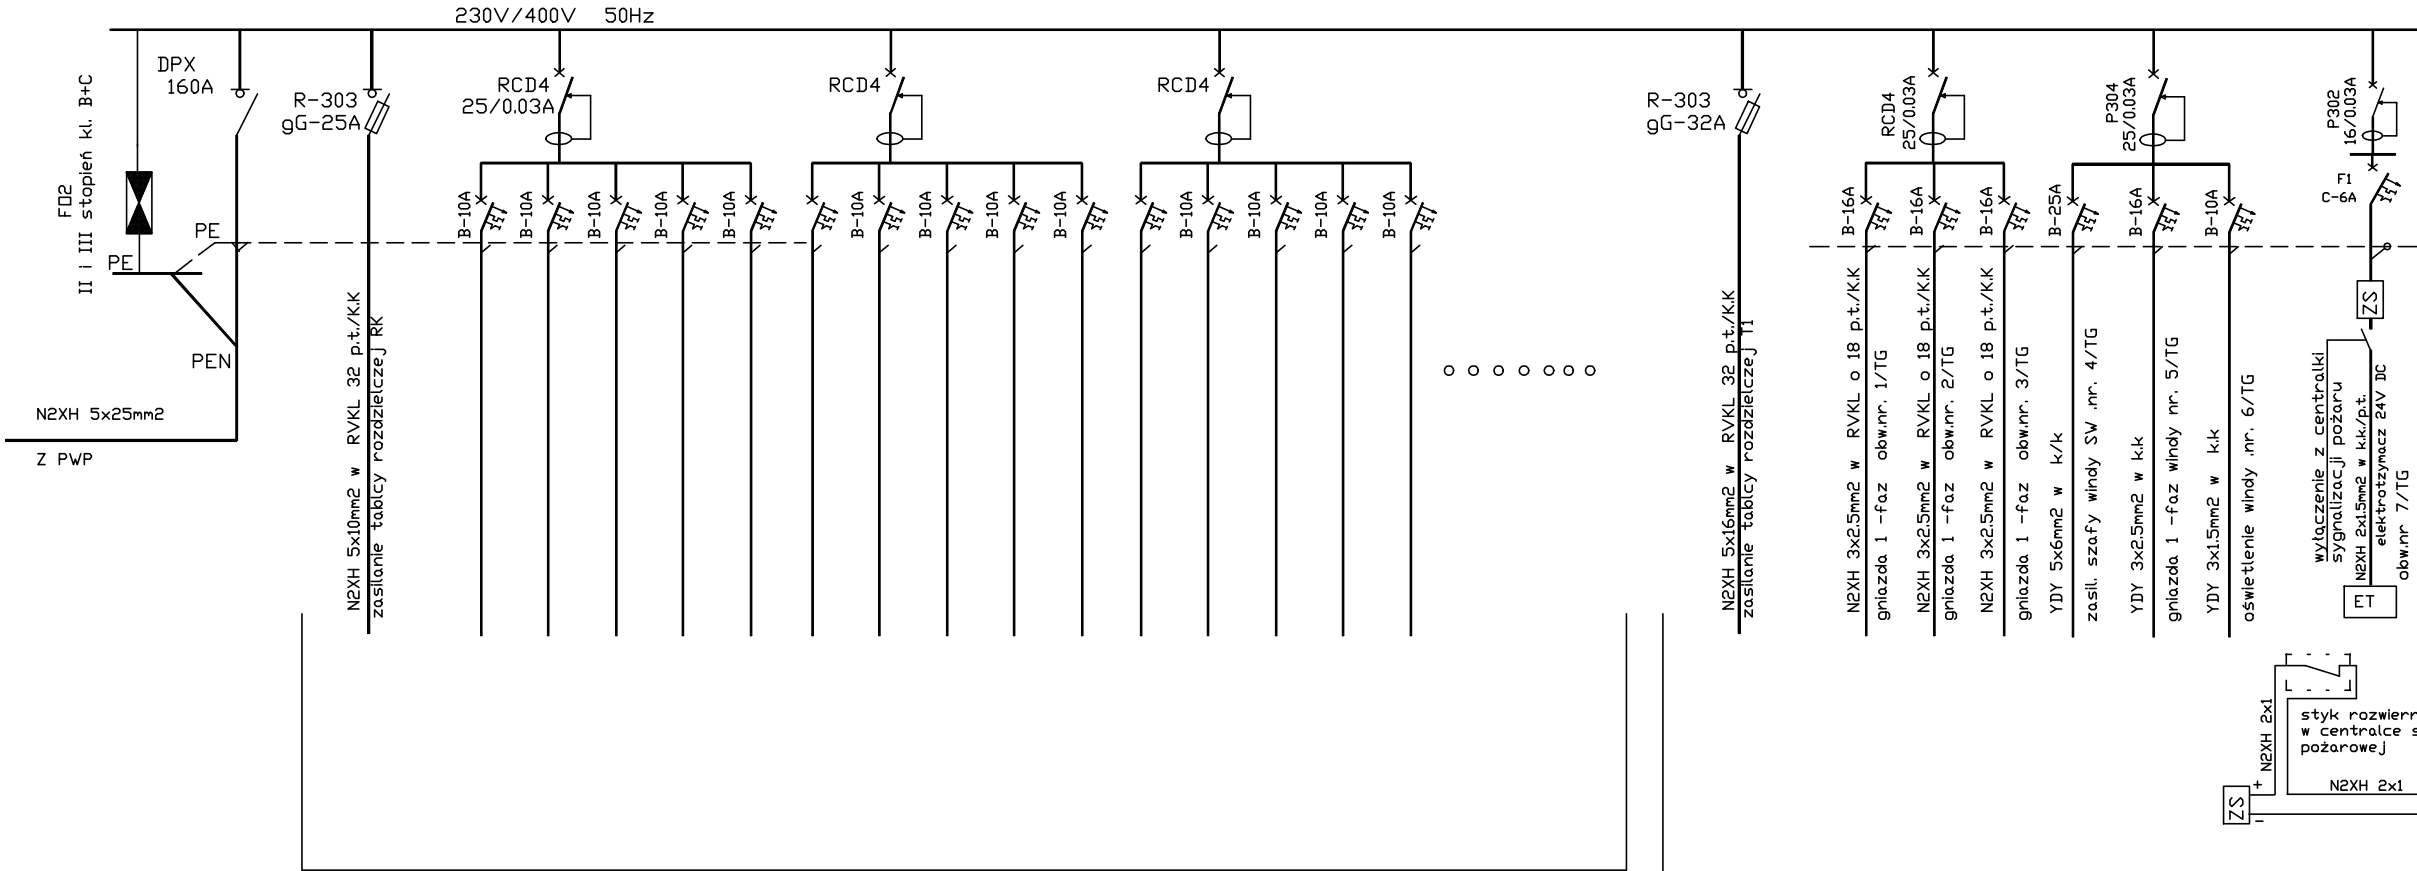 230V/400V 50Hz
DPX
160A
II i III stopień kl. B+C
F02
PE
PE
PEN
N2XH 5x25mm2
Z PWP
R-303
gG-25A
N2XH 5x10mm2 w RVKL 32 p.t./K.K
zasilanie tablcy rozdzielczej RK
RCD4
25/0.03A
B-10A
B-10A
B-10A
B-10A
B-10A
RCD4
B-10A
B-10A
B-10A
B-10A
RCD4
B-10A
B-10A
B-10A
B-10A
R-303
gG-32A
N2XH 5x16mm2 w RVKL 32 p.t./K.K
zasilanie tablcy rozdzielczej T1
RCD4
25/0.03A
B-16A
B-16A
B-16A
N2XH 3x2.5mm2 w RVKL o 18 p.t./K.K
gniazda 1 -faz obw.nr. 1/TG
N2XH 3x2.5mm2 w RVKL o 18 p.t./K.K
gniazda 1 -faz obw.nr. 2/TG
N2XH 3x2.5mm2 w RVKL o 18 p.t./K.K
gniazda 1 -faz obw.nr. 3/TG
P304
25/0.03A
B-25A
B-16A
B-10A
YDY 5x6mm2 w k/k
zasil. szafy windy SW .nr. 4/TG
YDY 3x2.5mm2 w k.k
gniazda 1 -faz windy nr. 5/TG
YDY 3x1.5mm2 w k.k
oświetlenie windy .nr. 6/TG
P302
16/0.03A
F1
C-6A
ZS
wyłączenie z centralki
sygnalizacji pożaru
N2XH 2x1.5mm2 w k.k./p.t.
elektrotzymacz 24V DC
obw.nr 7/TG
ET
N2XH 2x1
styk rozwiern
w centralce s
pożarowej
N2XH 2x1
ZS
+
-